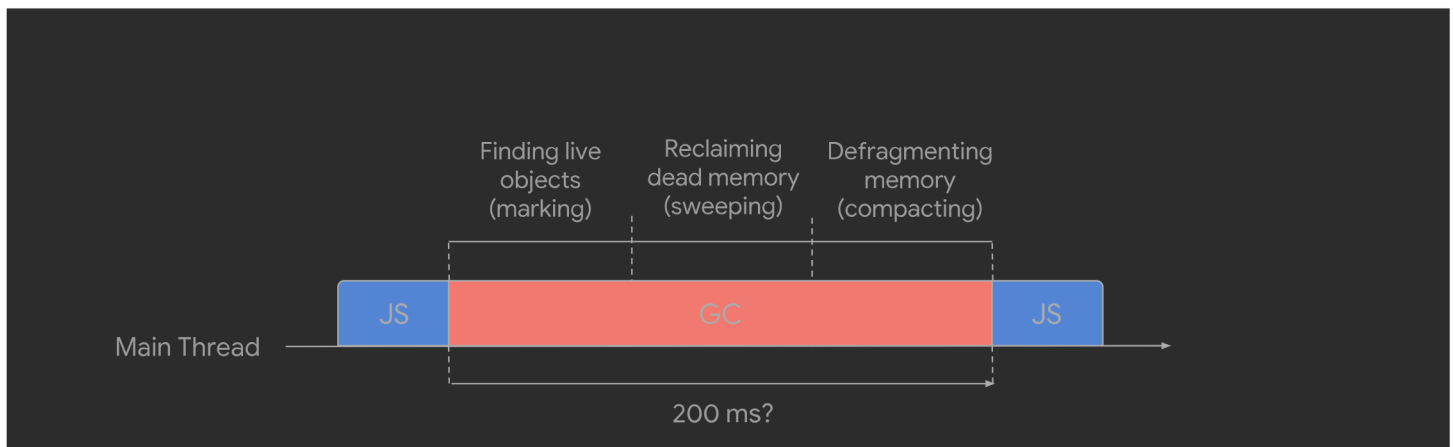 Finding live
objects
(marking)
Reclaiming
dead memory
(sweeping)
Defragmenting
memory
(compacting)
JS
GC
JS
Main Thread
200 ms?